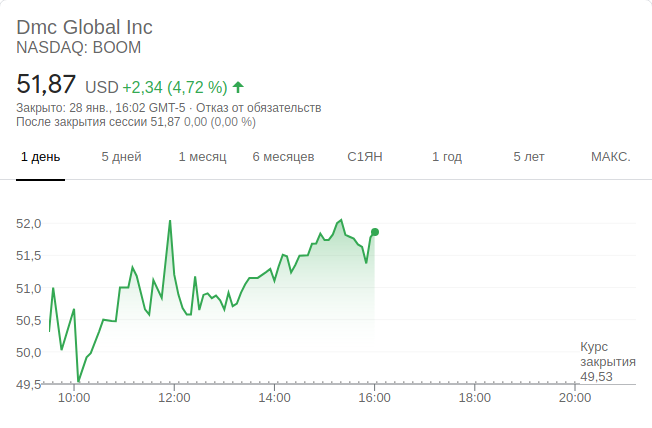 Dmc Global Inc
NASDAQ: BOOM
51,87 USD +2,34 (4,72 %)
Закрыто: 28 янв., 16:02 GMT-5 · Отказ от обязательств
После закрытия сессии 51,87 0,00 (0,00 %)
1 день 5 дней 1 месяц 6 месяцев С1ЯН 1 год 5 лет МАКС.
52,0
51,5
51,0
50,5
50,0
49,5
Курс
закрытия
49,53
10:00 12:00 14:00 16:00 18:00 20:00